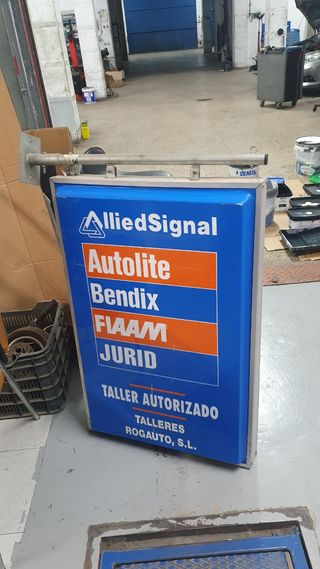 AlliedSignal
Autolite
Bendix
FIAAM
JURID
TALLER AUTORIZADO
TALLERES
ROGAUTO, S.L.